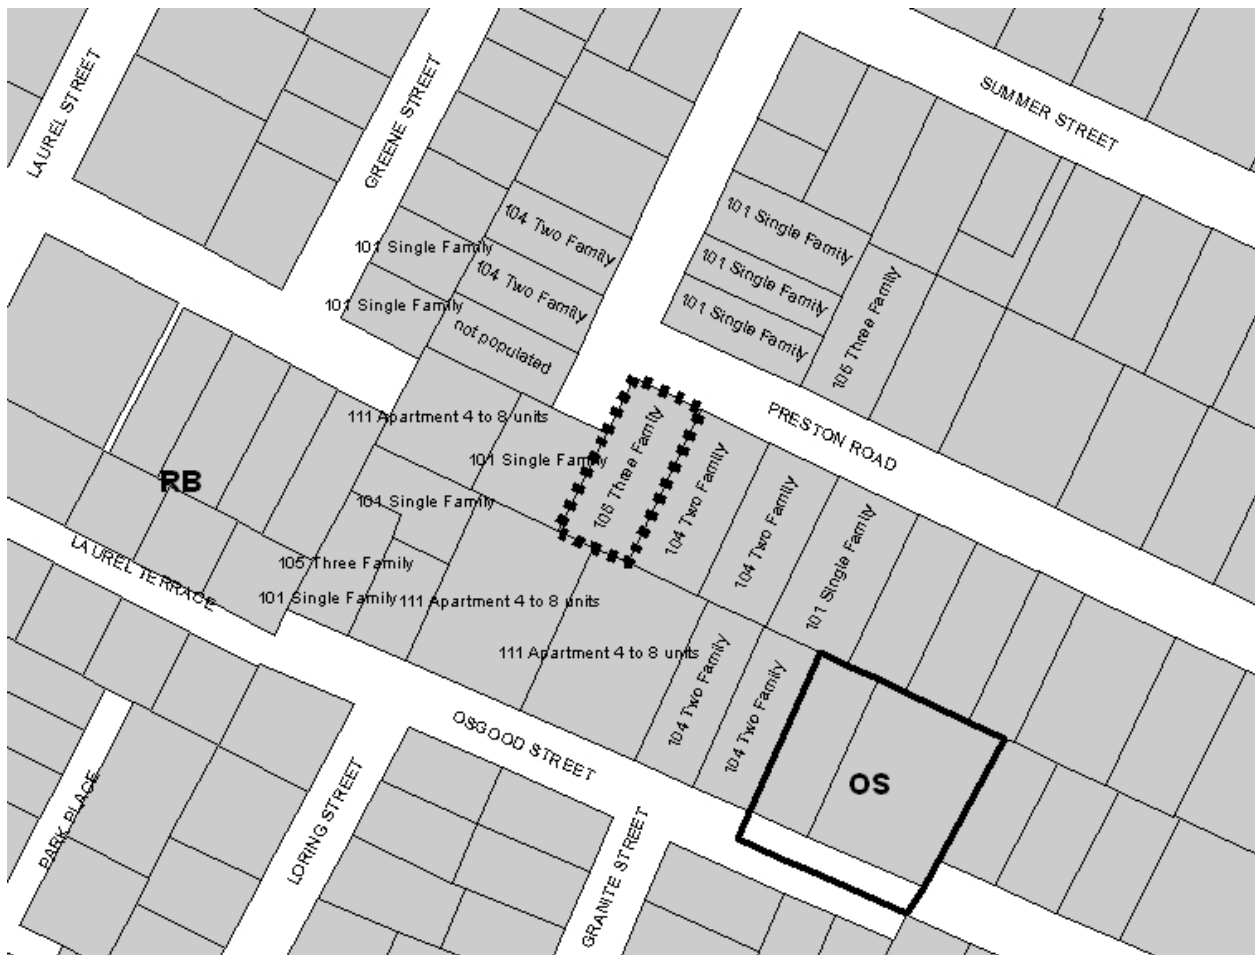 LAUREL STREET
GREENE STREET
SUMMER STREET
104 Two Family
101 Single Family
101 Single Family
104 Two Family
101 Single Family
101 Single Family
101 Single Family
105 Three Family
not populated
111 Apartment 4 to 8 units
PRESTON ROAD
101 Single Family
105 Three Family
RB
101 Single Family
104 Two Family
104 Two Family
101 Single Family
LAUREL TERRACE
105 Three Family
101 Single Family
111 Apartment 4 to 8 units
111 Apartment 4 to 8 units
104 Two Family
104 Two Family
OSGOOD STREET
OS
PARK PLACE
LORING STREET
GRANITE STREET